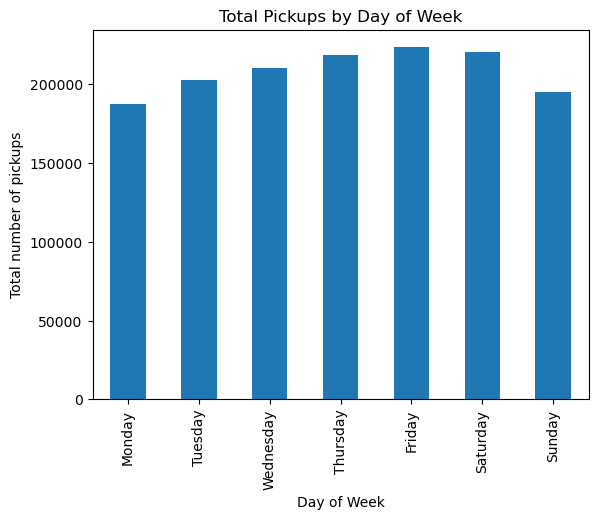 Total Pickups by Day of Week
Total number of pickups
200000
150000
100000
50000
0
Monday
Tuesday
Wednesday
Thursday
Friday
Saturday
Sunday
Day of Week